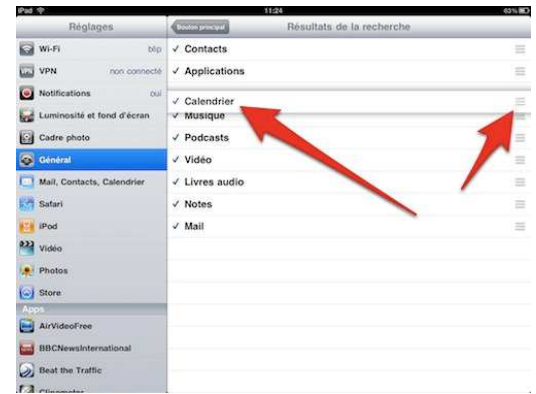 iPad 11:24 63%
Réglages
Bouton principal Résultats de la recherche
Wi-Fi blip
VPN non connecté
Notifications oui
Luminosité et fond d'écran
Cadre photo
Général
Mail, Contacts, Calendrier
Safari
iPod
Vidéo
Photos
Store
Apps
AirVideoFree
BBCNewsInternational
Beat the Traffic
Clinometer
✓ Contacts
✓ Applications
✓ Calendrier
✓ Musique
✓ Podcasts
✓ Vidéo
✓ Livres audio
✓ Notes
✓ Mail